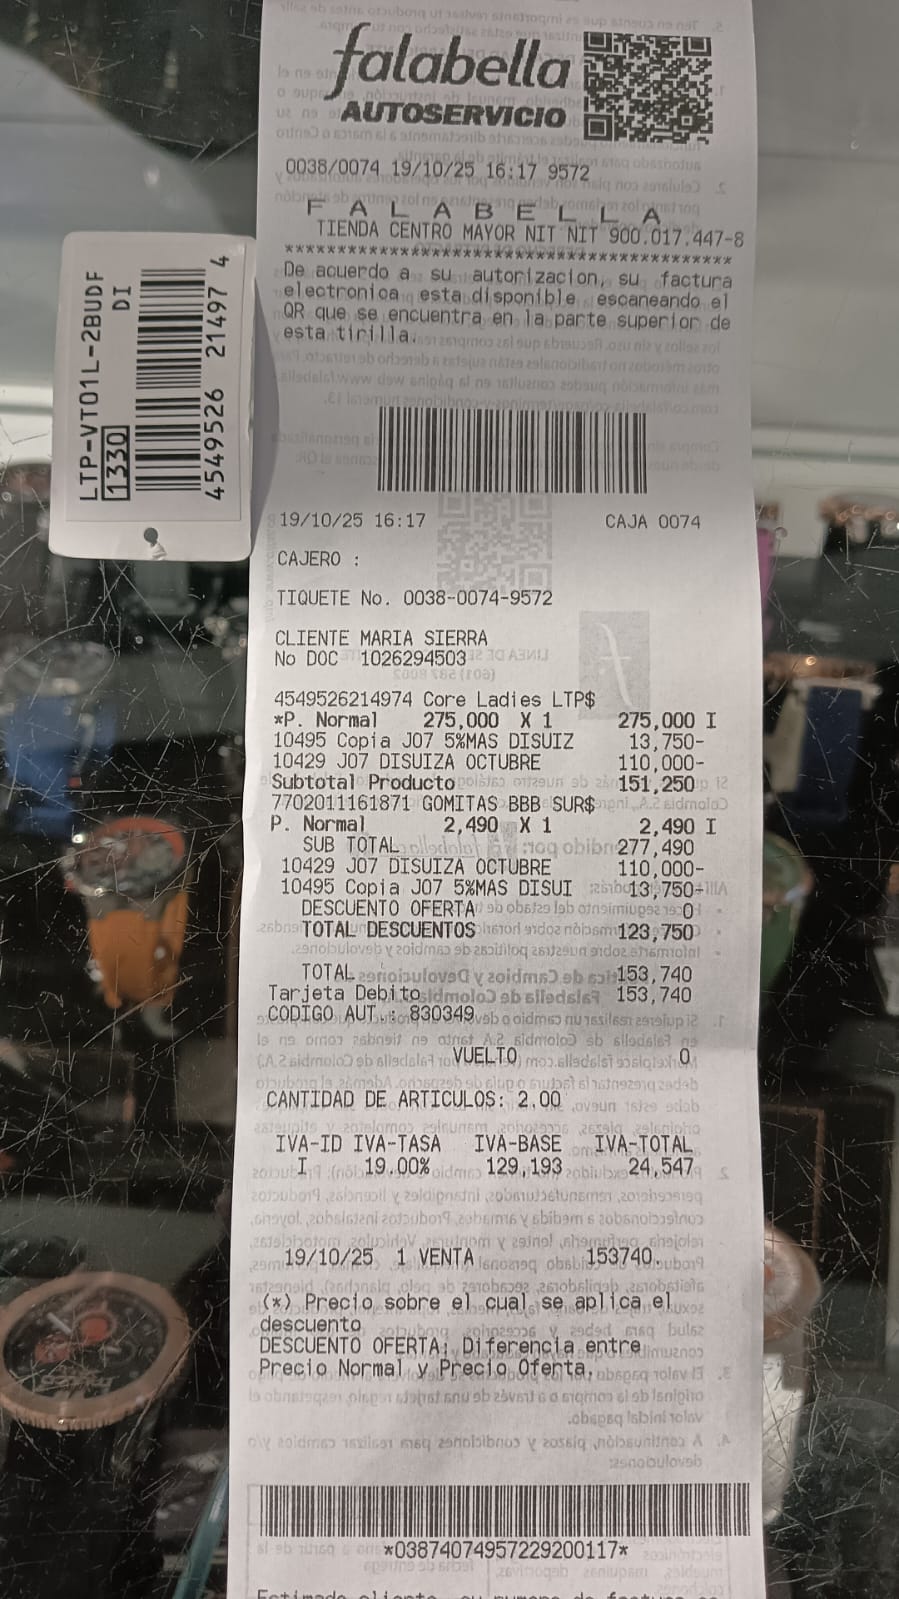 falabella
AUTOSERVICIO
0038/0074 19/10/25 16:17 9572
F A L A B E L L A
TIENDA CENTRO MAYOR NIT NIT 900.017.447-8
******************************************
De acuerdo a su autorizacion, su factura
electronica esta disponible escaneando el
QR que se encuentra en la parte superior de
esta tirilla.
LTP-VT01L-2BUDF
DI
1330
4549526 21497 4
19/10/25 16:17 CAJA 0074
CAJERO :
TIQUETE No. 0038-0074-9572
CLIENTE MARIA SIERRA
No DOC 1026294503
4549526214974 Core Ladies LTP$
*P. Normal 275,000 X 1 275,000 I
10495 Copia J07 5%MAS DISUIZ 13,750-
10429 J07 DISUIZA OCTUBRE 110,000-
Subtotal Producto 151,250
7702011161871 GOMITAS BBB SUR$
P. Normal 2,490 X 1 2,490 I
SUB TOTAL 277,490
10429 J07 DISUIZA OCTUBRE 110,000-
10495 Copia J07 5%MAS DISUI 13,750-
DESCUENTO OFERTA 0
TOTAL DESCUENTOS 123,750
TOTAL 153,740
Tarjeta Debito 153,740
CODIGO AUT.: 830349
VUELTO 0
CANTIDAD DE ARTICULOS: 2.00
IVA-ID IVA-TASA IVA-BASE IVA-TOTAL
I 19.00% 129,193 24,547
19/10/25 1 VENTA 153740.
(*) Precio sobre el cual se aplica el
descuento
DESCUENTO OFERTA: Diferencia entre
Precio Normal y Precio Oferta.
*03874074957229200117*